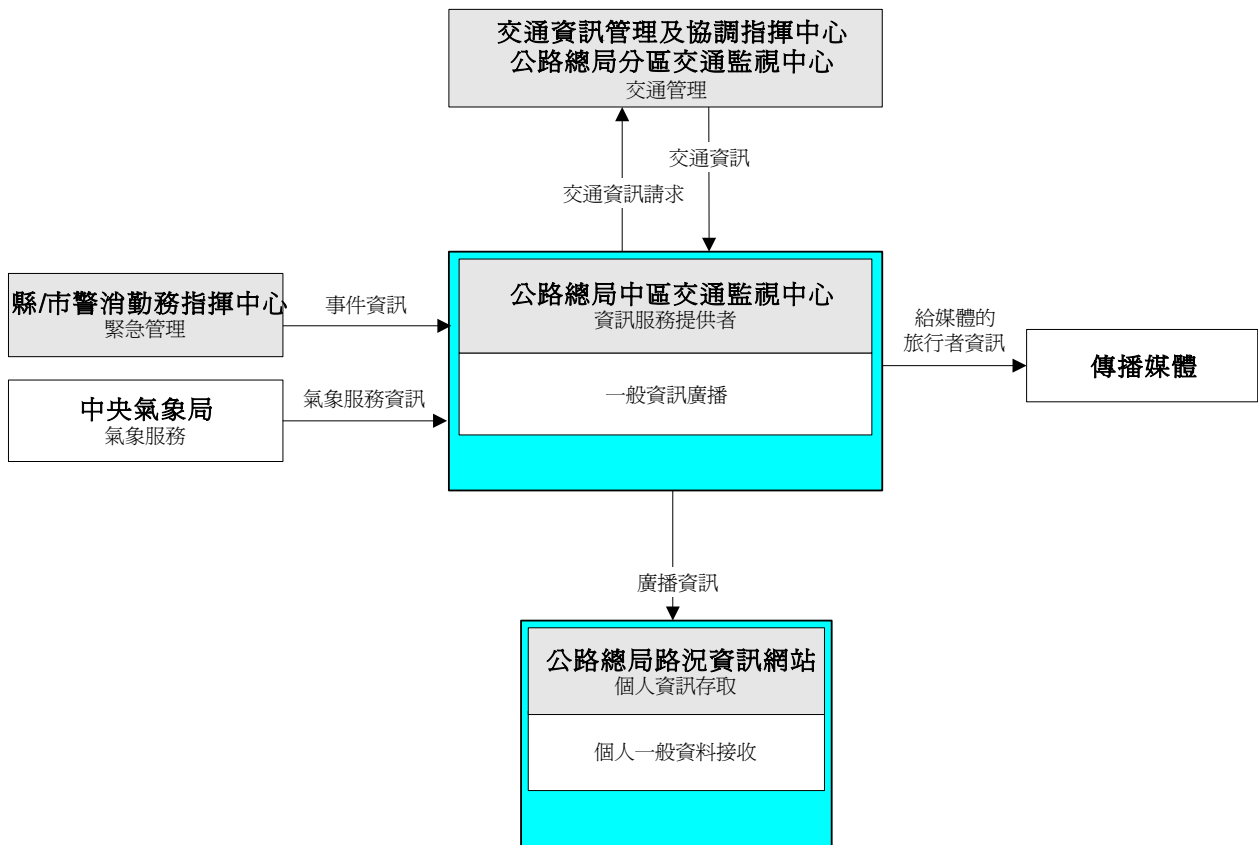 交通資訊管理及協調指揮中心
公路總局分區交通監視中心
交通管理
交通資訊
交通資訊請求
縣/市警消勤務指揮中心
緊急管理
事件資訊
公路總局中區交通監視中心
資訊服務提供者
一般資訊廣播
給媒體的
旅行者資訊
傳播媒體
中央氣象局
氣象服務
氣象服務資訊
廣播資訊
公路總局路況資訊網站
個人資訊存取
個人一般資料接收